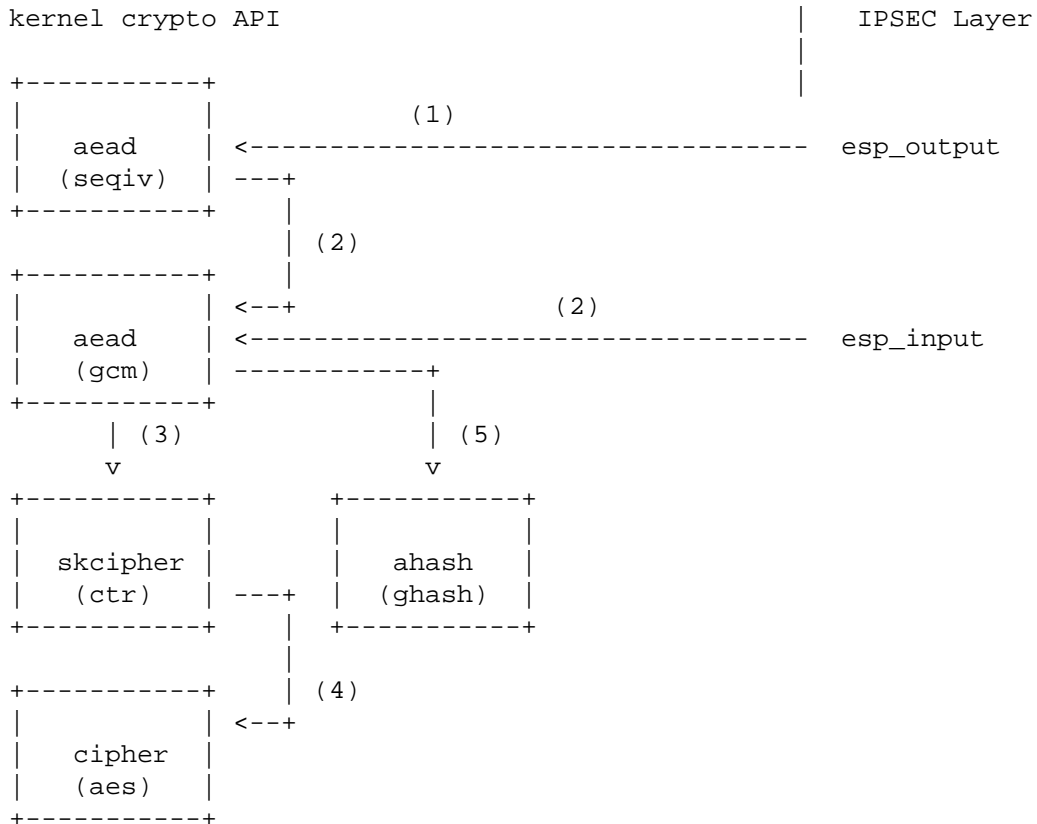 kernel crypto API | IPSEC Layer
|
+-----------+ |
| | (1)
| aead | <----------------------------------- esp_output
| (seqiv) | ---+
+-----------+ |
| (2)
+-----------+ |
| | <--+ (2)
| aead | <----------------------------------- esp_input
| (gcm) | ------------+
+-----------+ |
| (3) | (5)
v v
+-----------+ +-----------+
| | | |
| skcipher | | ahash |
| (ctr) | ---+ | (ghash) |
+-----------+ | +-----------+
|
+-----------+ | (4)
| | <--+
| cipher |
| (aes) |
+-----------+